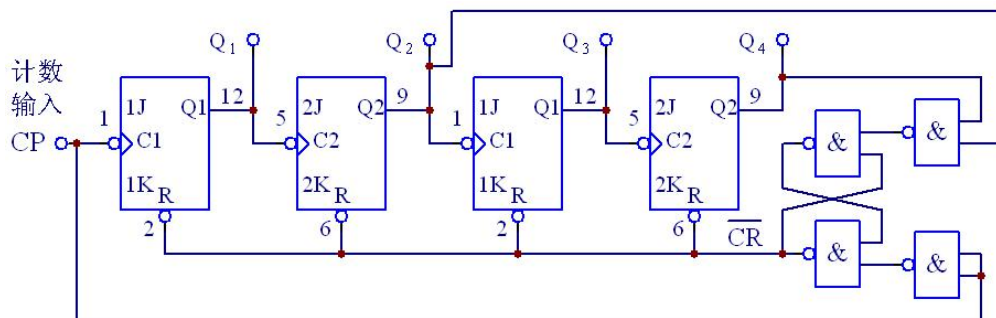 Q1 Q2 Q3 Q4
计数
输入
CP
1 1J Q1 12 C1 1K R 2
5 2J Q2 9 C2 2K R 6
1 1J Q1 12 C1 1K R 2
5 2J Q2 9 C2 2K R 6
CR
& &
& &